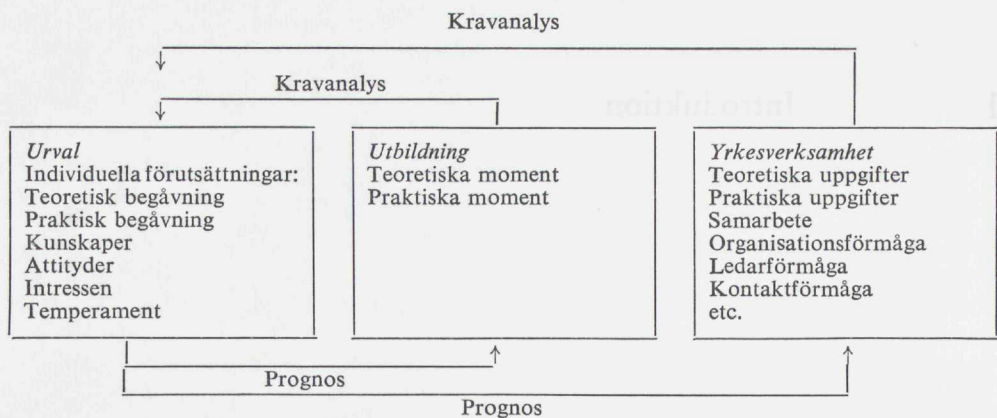 Kravanalys
Kravanalys
Urval
Individuella förutsättningar:
Teoretisk begåvning
Praktisk begåvning
Kunskaper
Attityder
Intressen
Temperament
Utbildning
Teoretiska moment
Praktiska moment
Yrkesverksamhet
Teoretiska uppgifter
Praktiska uppgifter
Samarbete
Organisationsförmåga
Ledarförmåga
Kontaktförmåga
etc.
Prognos
Prognos